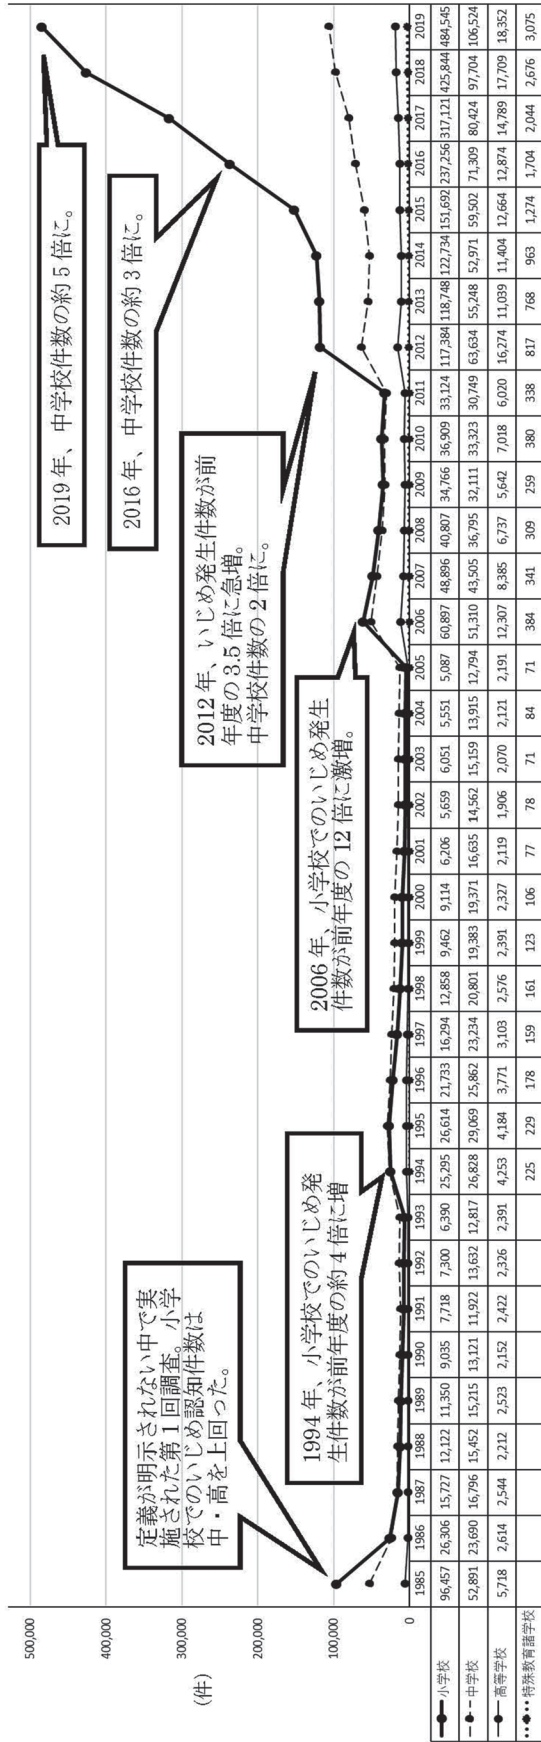 500,000
400,000
300,000
200,000
100,000
0
(件)
定義が明示されない中で実
施された第1回調査。小学
校でのいじめ認知件数は
中・高を上回った。
1994年、小学校でのいじめ発
生件数が前年度の約4倍に増
2006年、小学校でのいじめ発生
件数が前年度の12倍に激増。
2012年、いじめ発生件数が前
年度の3.5倍に急増。
中学校件数の2倍に。
2016年、中学校件数の約3倍に。
2019年、中学校件数の約5倍に。
1985 1986 1987 1988 1989 1990 1991 1992 1993 1994 1995 1996 1997 1998 1999 2000 2001 2002 2003 2004 2005 2006 2007 2008 2009 2010 2011 2012 2013 2014 2015 2016 2017 2018 2019
小学校 96,457 26,306 15,727 12,122 11,350 9,035 7,718 7,300 6,390 25,295 26,614 21,733 16,294 12,858 9,462 9,114 6,206 5,659 6,051 5,551 5,087 60,897 48,896 40,807 34,766 36,909 33,124 117,384 118,748 122,734 151,692 237,256 317,121 425,844 484,545
中学校 52,891 23,690 16,796 15,452 15,215 13,121 11,922 13,632 12,817 26,828 29,069 25,862 23,234 20,801 19,383 19,371 16,635 14,562 15,159 13,915 12,794 51,310 43,505 36,795 32,111 33,323 30,749 63,634 55,248 52,971 59,502 71,309 80,424 97,704 106,524
高等学校 5,718 2,614 2,544 2,212 2,523 2,152 2,422 2,326 2,391 4,253 4,184 3,771 3,103 2,576 2,391 2,327 2,119 1,906 2,070 2,121 2,191 12,307 8,385 6,737 5,642 7,018 6,020 16,274 11,039 11,404 12,664 12,874 14,789 17,709 18,352
特殊教育諸学校 225 229 178 159 161 123 106 77 78 71 84 71 384 341 309 259 380 338 817 768 963 1,274 1,704 2,044 2,676 3,075